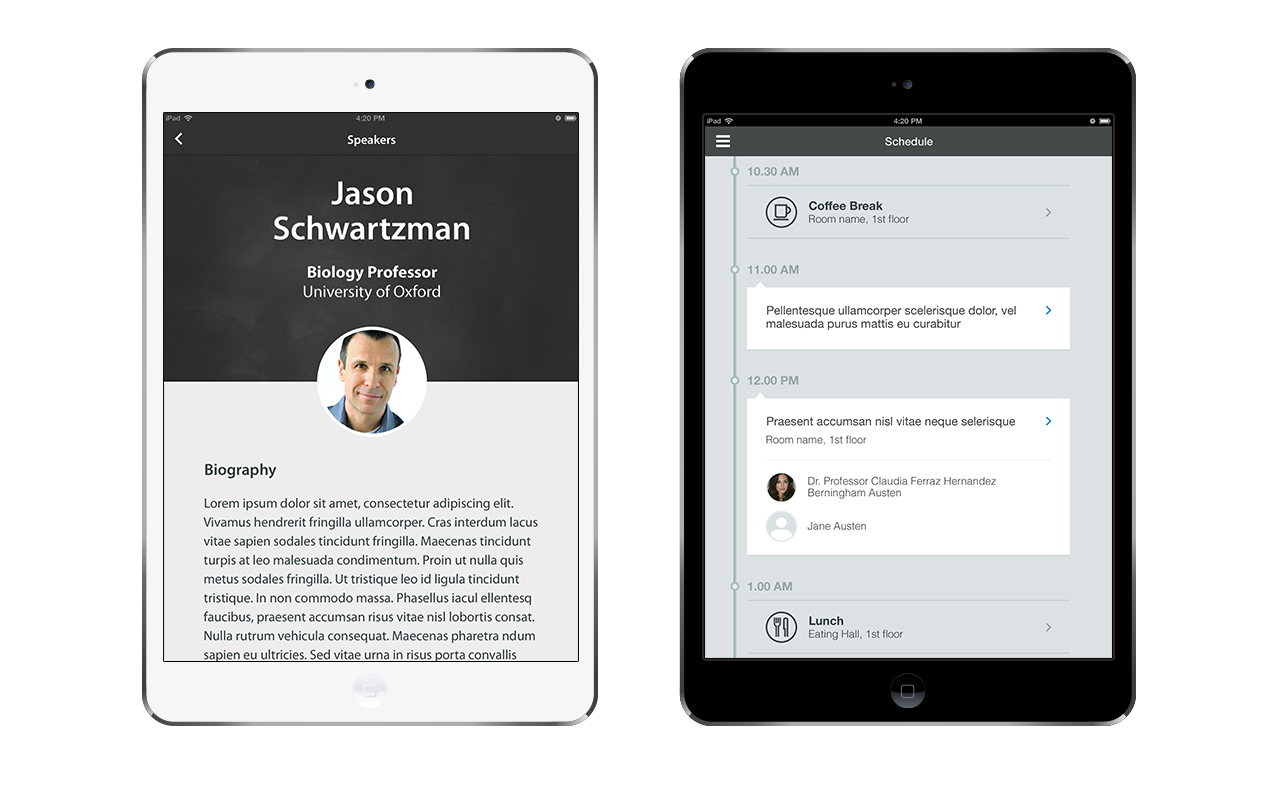 iPad
4:20 PM
Speakers
Jason
Schwartzman
Biology Professor
University of Oxford
Biography
Lorem ipsum dolor sit amet, consectetur adipiscing elit.
Vivamus hendrerit fringilla ullamcorper. Cras interdum lacus
vitae sapien sodales tincidunt fringilla. Maecenas tincidunt
turpis at leo malesuada condimentum. Proin ut nulla quis
metus sodales fringilla. Ut tristique leo id ligula tincidunt
tristique. In non commodo massa. Phasellus iacul ellentesq
faucibus, praesent accumsan risus vitae nisl lobortis consat.
Nulla rutrum vehicula consequat. Maecenas pharetra ndum
sapien eu ultricies. Sed vitae urna in risus porta convallis
iPad
4:20 PM
Schedule
10.30 AM
Coffee Break
Room name, 1st floor
11.00 AM
Pellentesque ullamcorper scelerisque dolor, vel
malesuada purus mattis eu curabitur
12.00 PM
Praesent accumsan nisl vitae neque selerisque
Room name, 1st floor
Dr. Professor Claudia Ferraz Hernandez
Berningham Austen
Jane Austen
1.00 AM
Lunch
Eating Hall, 1st floor